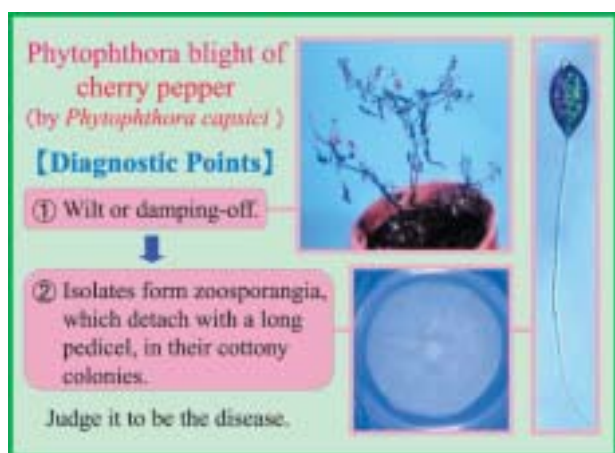 Phytophthora blight of
cherry pepper
(by Phytophthora capsici )
【Diagnostic Points】
① Wilt or damping-off.
② Isolates form zoosporangia,
which detach with a long
pedicel, in their cottony
colonies.
Judge it to be the disease.